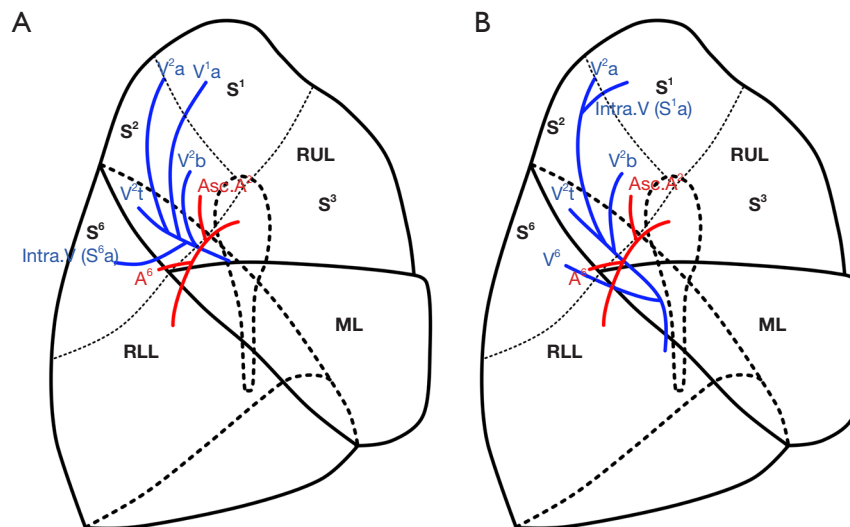 A
V²a V¹a
S¹
S²
V²b
RUL
Asc.A²
V²t
S³
S⁶
Intra.V (S⁶a)
A⁶
ML
RLL
B
V²a
S¹
Intra.V (S¹a)
S²
V²b
RUL
Asc.A²
V²t
S³
S⁶
V⁶
A⁶
ML
RLL